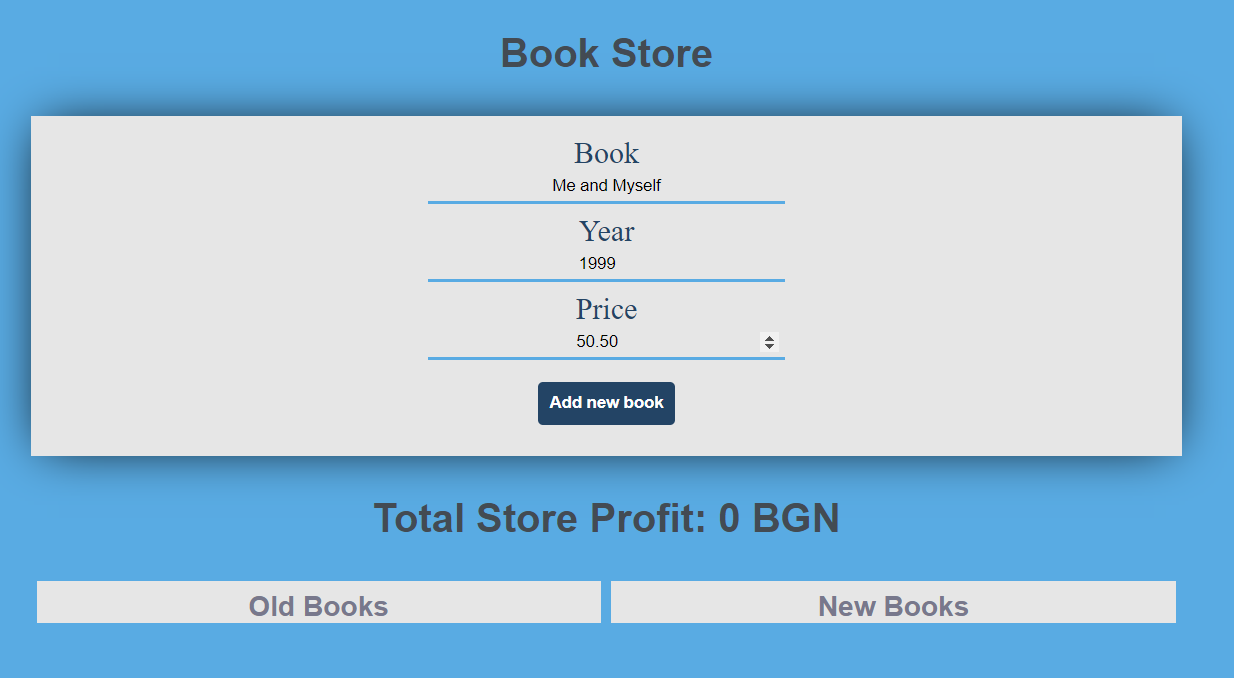 Book Store
Book
Me and Myself
Year
1999
Price
50.50
Add new book
Total Store Profit: 0 BGN
Old Books
New Books